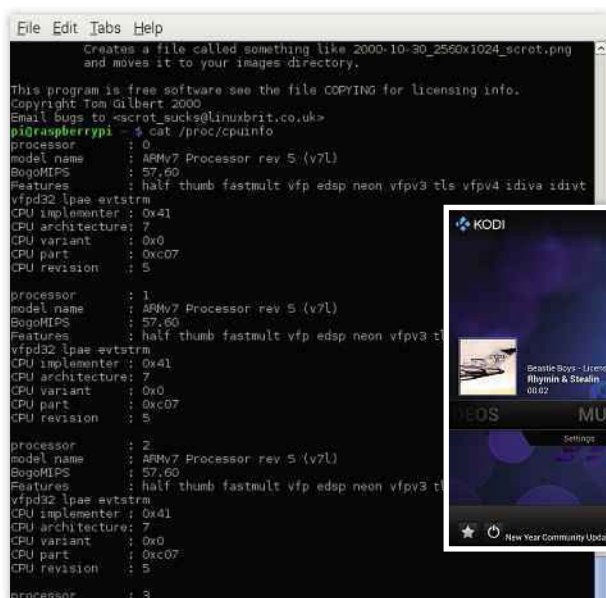 File Edit Tabs Help
Creates a file called something like 2000-10-30_2560x1024_scrot.png
and moves it to your images directory.
This program is free software see the file COPYING for licensing info.
Copyright Tom Gilbert 2000
Email bugs to <scrot_sucks@linuxbrit.co.uk>
pi@raspberrypi ~ $ cat /proc/cpuinfo
processor : 0
model name : ARMv7 Processor rev 5 (v7l)
BogoMIPS : 57.60
Features : half thumb fastmult vfp edsp neon vfpv3 tls vfpv4 idiva idivt
vfpd32 lpae evtstrm
CPU implementer : 0x41
CPU architecture: 7
CPU variant : 0x0
CPU part : 0xc07
CPU revision : 5
processor : 1
model name : ARMv7 Processor rev 5 (v7l)
BogoMIPS : 57.60
Features : half thumb fastmult vfp edsp neon vfpv3 tl
vfpd32 lpae evtstrm
CPU implementer : 0x41
CPU architecture: 7
CPU variant : 0x0
CPU part : 0xc07
CPU revision : 5
processor : 2
model name : ARMv7 Processor rev 5 (v7l)
BogoMIPS : 57.60
Features : half thumb fastmult vfp edsp neon vfpv3 tl
vfpd32 lpae evtstrm
CPU implementer : 0x41
CPU architecture: 7
CPU variant : 0x0
CPU part : 0xc07
CPU revision : 5
processor : 3
KODI
Beastie Boys - Licens
Rhymin & Stealin
00:02
DEOS MU
Settings
New Year Community Upda